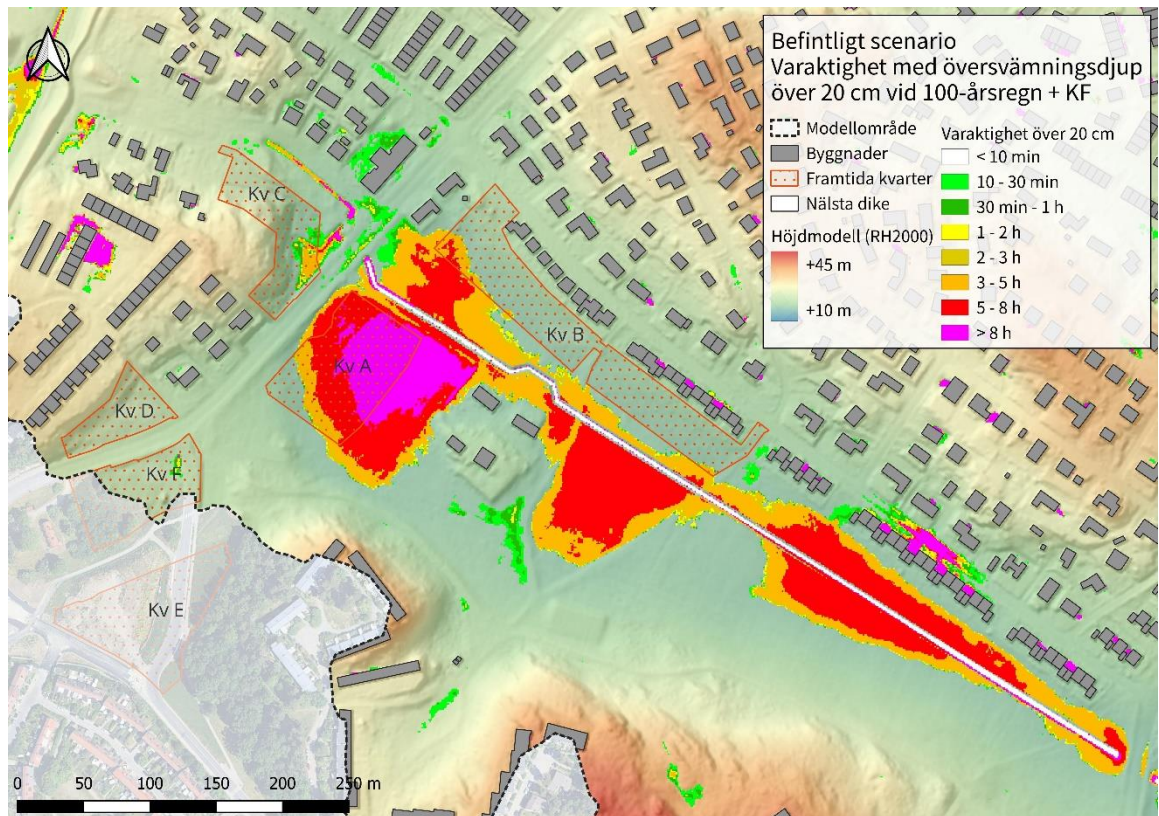 Befintligt scenario
Varaktighet med översvämningsdjup
över 20 cm vid 100-årsregn + KF
Modellområde
Byggnader
Framtida kvarter
Nälsta dike
Höjdmodell (RH2000)
+45 m
+10 m
Varaktighet över 20 cm
< 10 min
10 - 30 min
30 min - 1 h
1 - 2 h
2 - 3 h
3 - 5 h
5 - 8 h
> 8 h
Kv C
Kv B
Kv A
Kv D
Kv F
Kv E
0 50 100 150 200 250 m